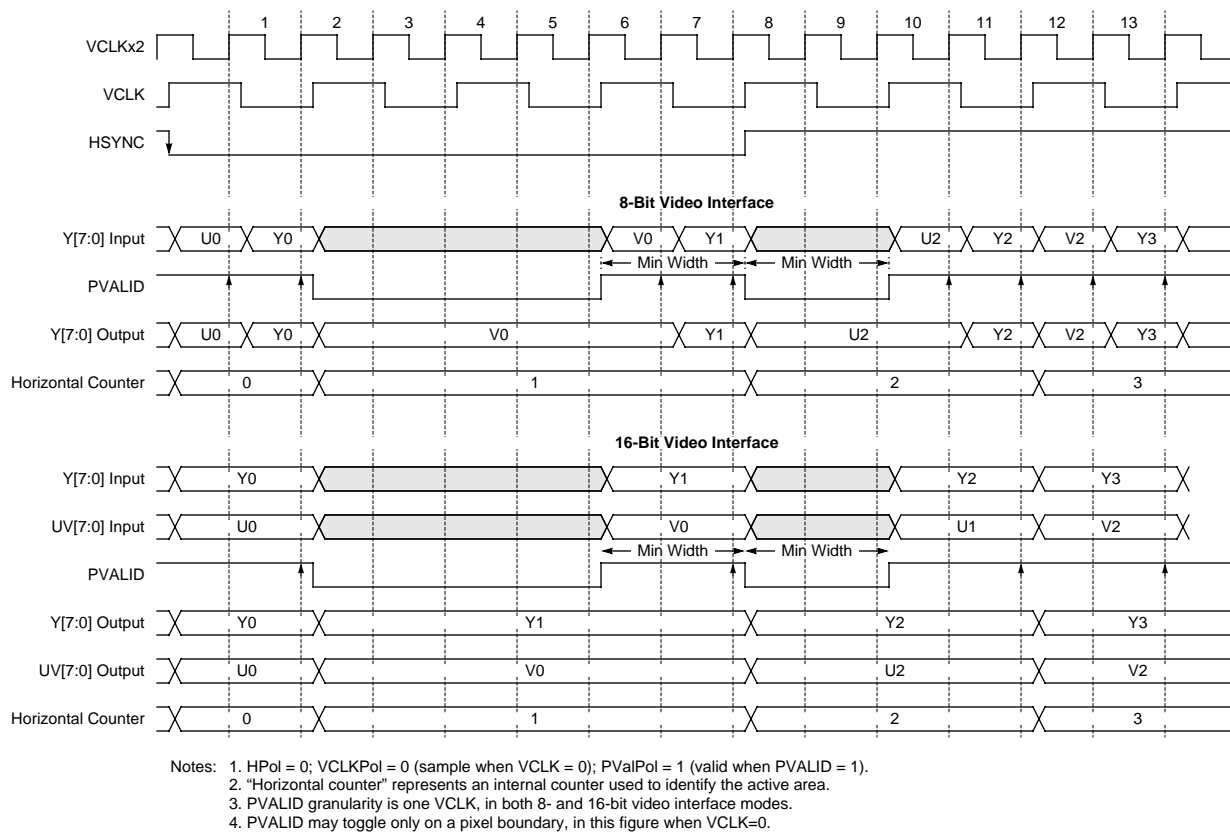 1 2 3 4 5 6 7 8 9 10 11 12 13
VCLKx2
VCLK
HSYNC
8-Bit Video Interface
Y[7:0] Input U0 Y0 V0 Y1 U2 Y2 V2 Y3
Min Width Min Width
PVALID
Y[7:0] Output U0 Y0 V0 Y1 U2 Y2 V2 Y3
Horizontal Counter 0 1 2 3
16-Bit Video Interface
Y[7:0] Input Y0 Y1 Y2 Y3
UV[7:0] Input U0 V0 U1 V2
Min Width Min Width
PVALID
Y[7:0] Output Y0 Y1 Y2 Y3
UV[7:0] Output U0 V0 U2 V2
Horizontal Counter 0 1 2 3
Notes: 1. HPol = 0; VCLKPol = 0 (sample when VCLK = 0); PValPol = 1 (valid when PVALID = 1).
2. “Horizontal counter” represents an internal counter used to identify the active area.
3. PVALID granularity is one VCLK, in both 8- and 16-bit video interface modes.
4. PVALID may toggle only on a pixel boundary, in this figure when VCLK=0.